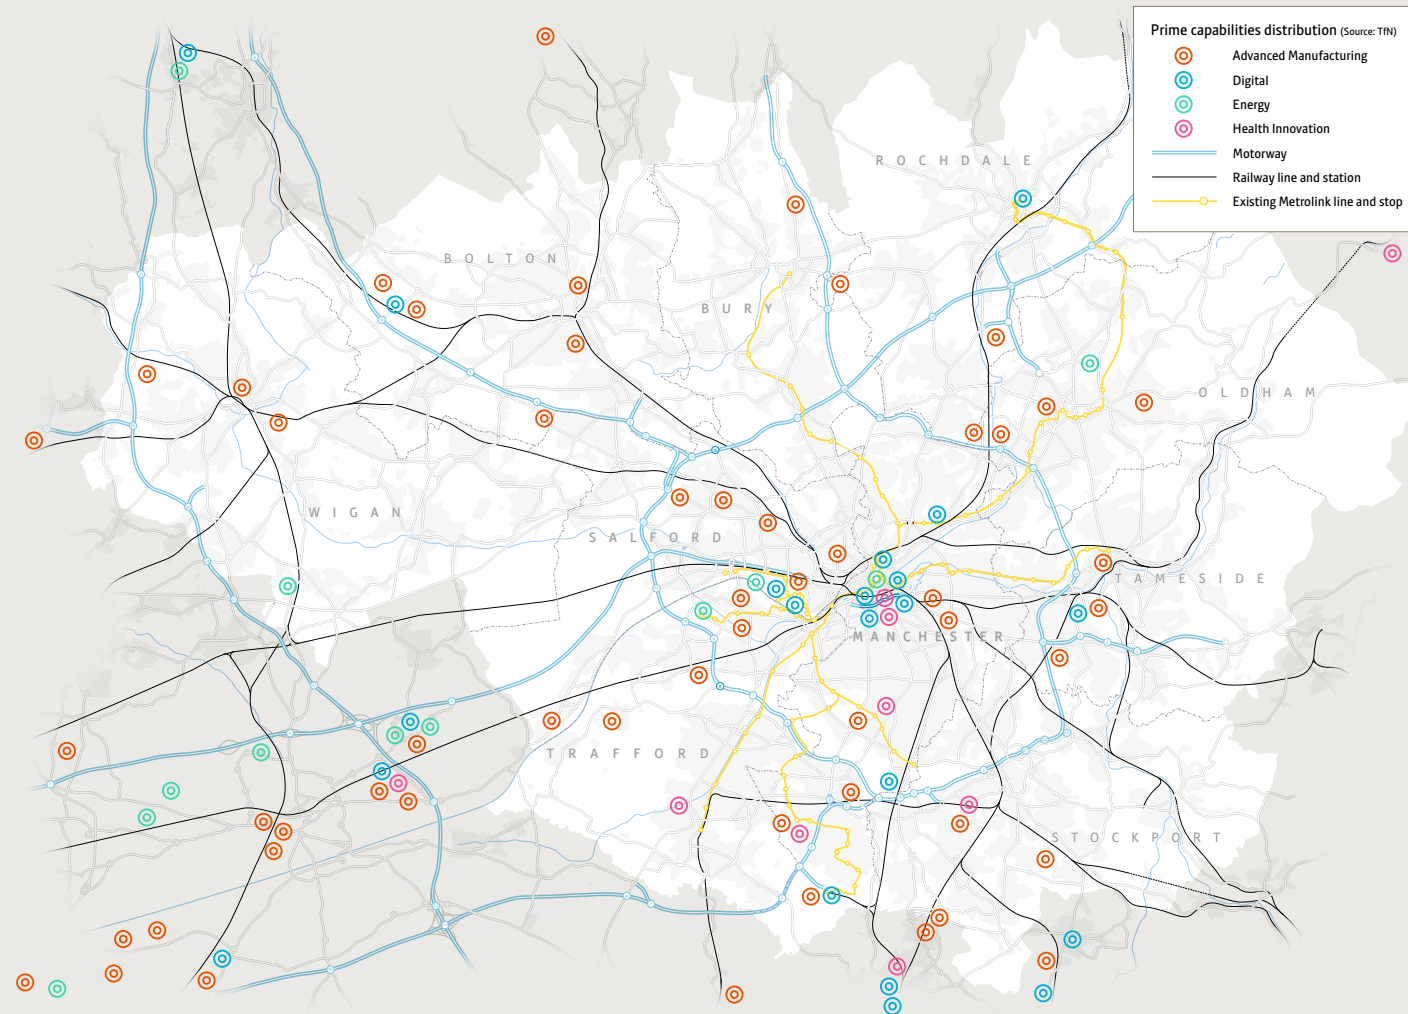 Prime capabilities distribution (Source: TfN)
Advanced Manufacturing
Digital
Energy
Health Innovation
Motorway
Railway line and station
Existing Metrolink line and stop
ROCHDALE
BOLTON
BURY
OLDHAM
WIGAN
SALFORD
TAMESIDE
MANCHESTER
TRAFFORD
STOCKPORT